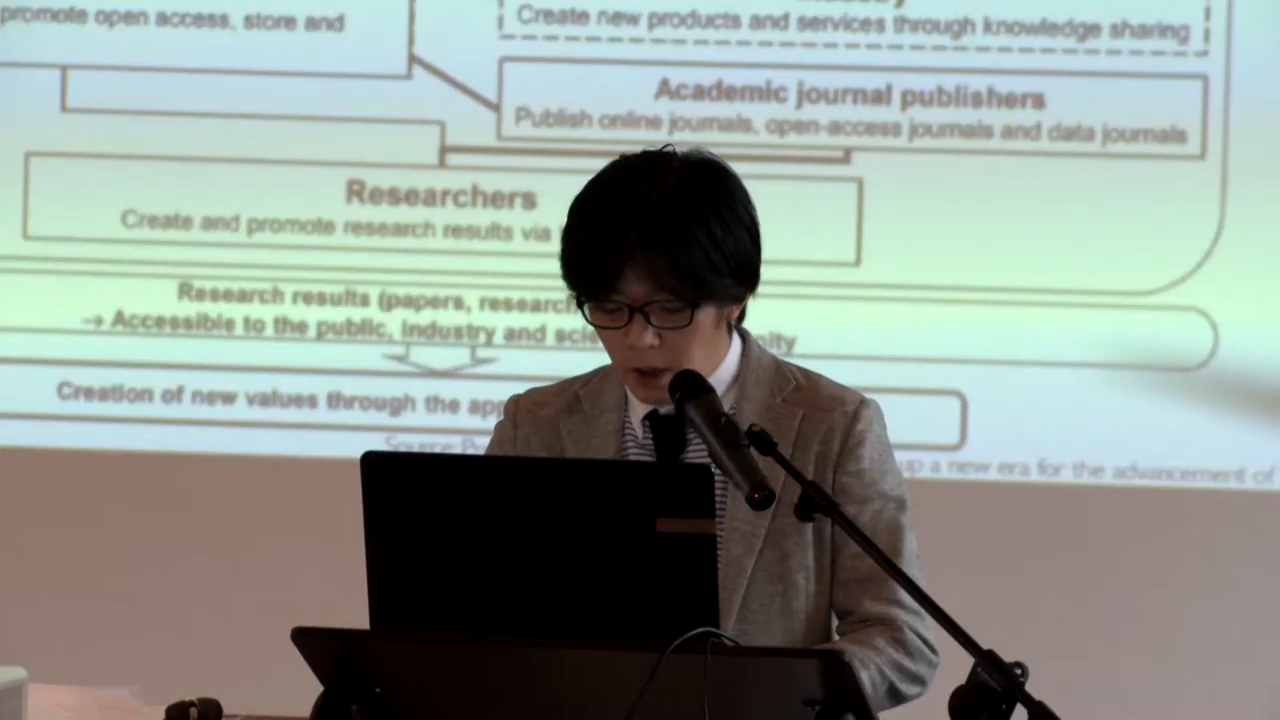 promote open access, store and
Create new products and services through knowledge sharing
Academic journal publishers
Publish online journals, open-access journals and data journals
Researchers
Create and promote research results via
Research results (papers, research
→ Accessible to the public, industry and
Creation of new values through the
Source:
up a new era for the advancement of